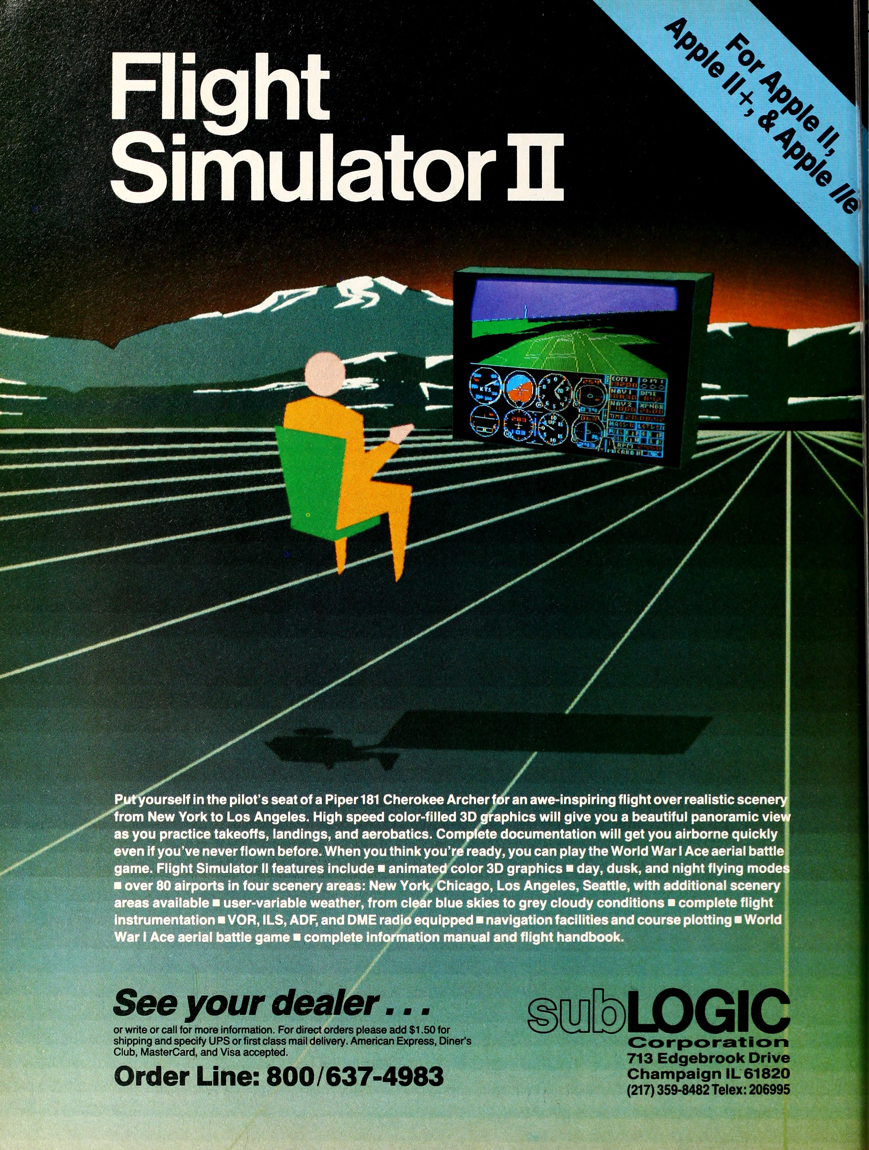 For Apple II,
Apple II+, & Apple IIe
Flight
Simulator II
Put yourself in the pilot's seat of a Piper 181 Cherokee Archer for an awe-inspiring flight over realistic scenery
from New York to Los Angeles. High speed color-filled 3D graphics will give you a beautiful panoramic view
as you practice takeoffs, landings, and aerobatics. Complete documentation will get you airborne quickly
even if you've never flown before. When you think you're ready, you can play the World War I Ace aerial battle
game. Flight Simulator II features include ■ animated color 3D graphics ■ day, dusk, and night flying modes
■ over 80 airports in four scenery areas: New York, Chicago, Los Angeles, Seattle, with additional scenery
areas available ■ user-variable weather, from clear blue skies to grey cloudy conditions ■ complete flight
instrumentation ■ VOR, ILS, ADF, and DME radio equipped ■ navigation facilities and course plotting ■ World
War I Ace aerial battle game ■ complete information manual and flight handbook.
See your dealer . . .
or write or call for more information. For direct orders please add $1.50 for
shipping and specify UPS or first class mail delivery. American Express, Diner's
Club, MasterCard, and Visa accepted.
Order Line: 800/637-4983
subLOGIC
Corporation
713 Edgebrook Drive
Champaign IL 61820
(217) 359-8482 Telex: 206995